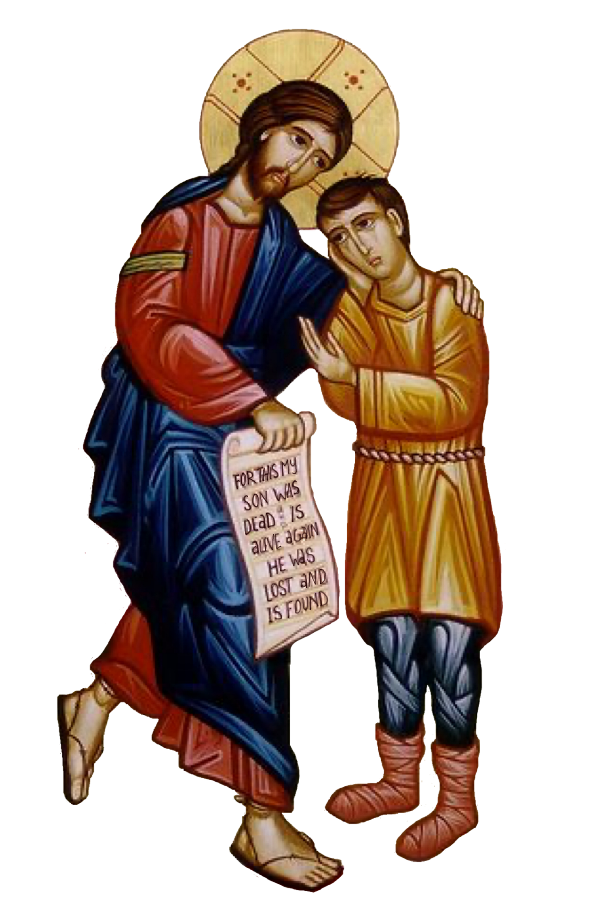 FOR THIS MY
SON WAS
DEAD & IS
ALIVE AGAIN
HE WAS
LOST AND
IS FOUND